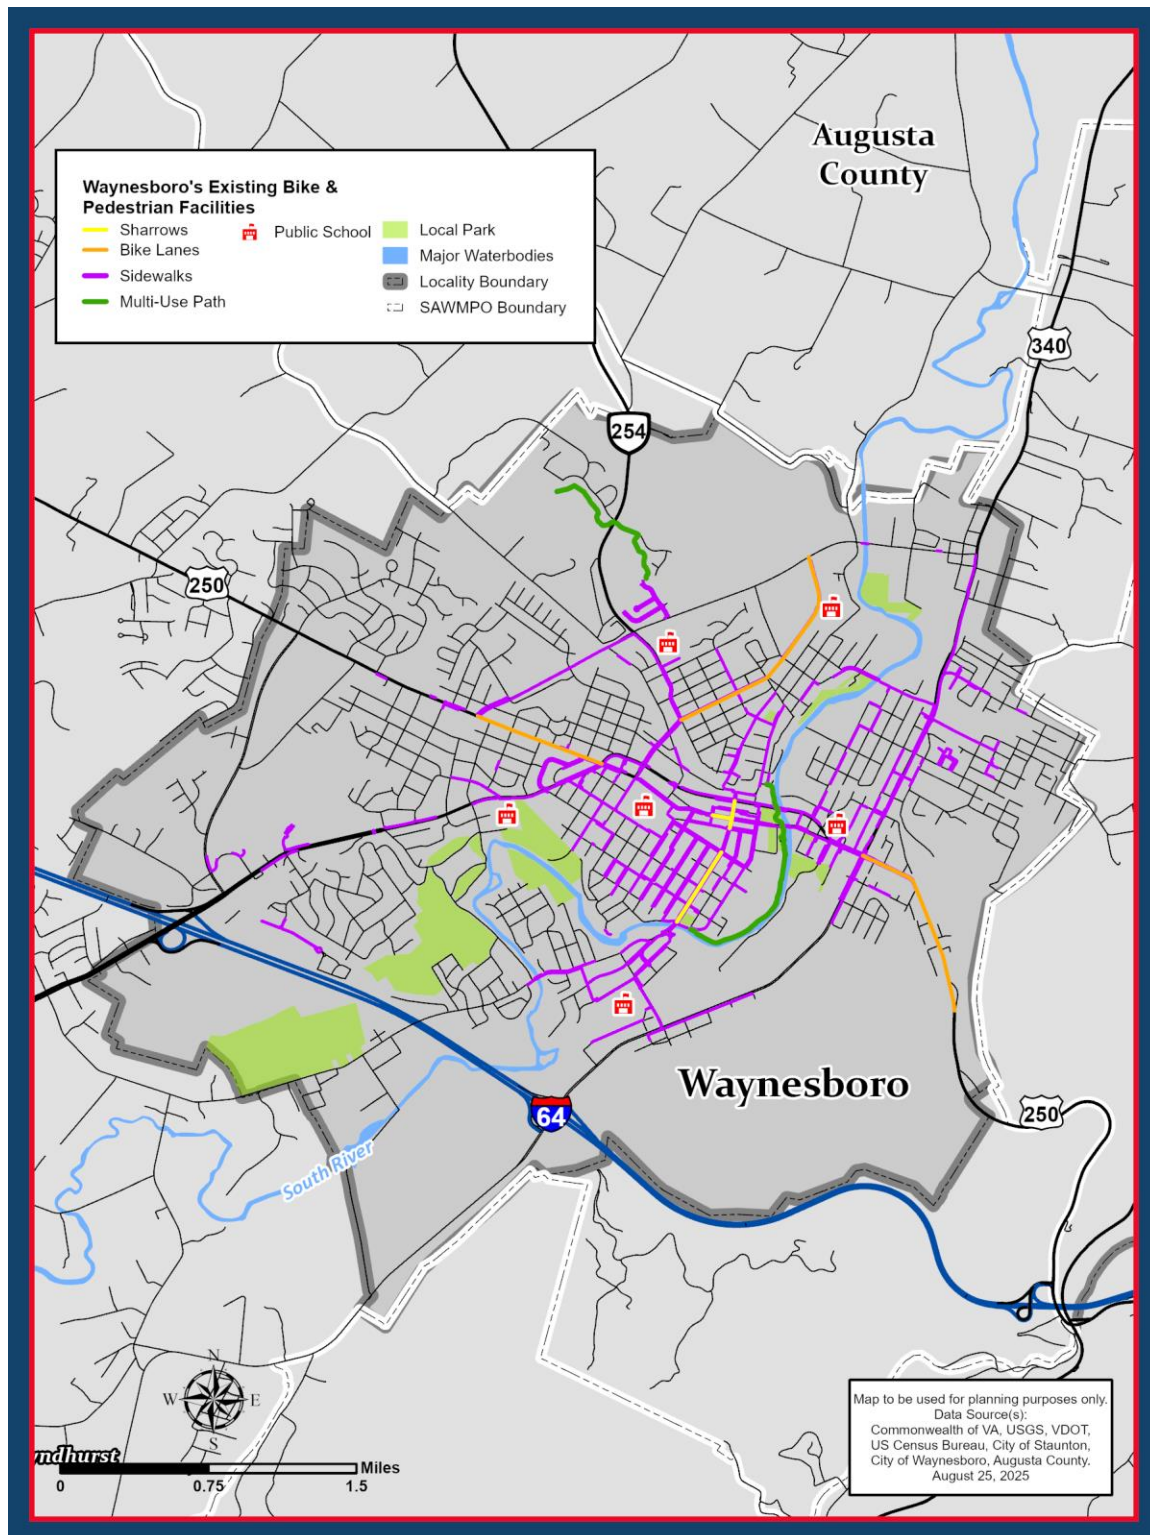 Augusta
County
Waynesboro's Existing Bike &
Pedestrian Facilities
Sharrows
Bike Lanes
Sidewalks
Multi-Use Path
Public School
Local Park
Major Waterbodies
Locality Boundary
SAWMPO Boundary
340
254
250
Waynesboro
64
250
South River
N
W
E
S
yndhurst
Miles
0
0.75
1.5
Map to be used for planning purposes only.
Data Source(s):
Commonwealth of VA, USGS, VDOT,
US Census Bureau, City of Staunton,
City of Waynesboro, Augusta County.
August 25, 2025